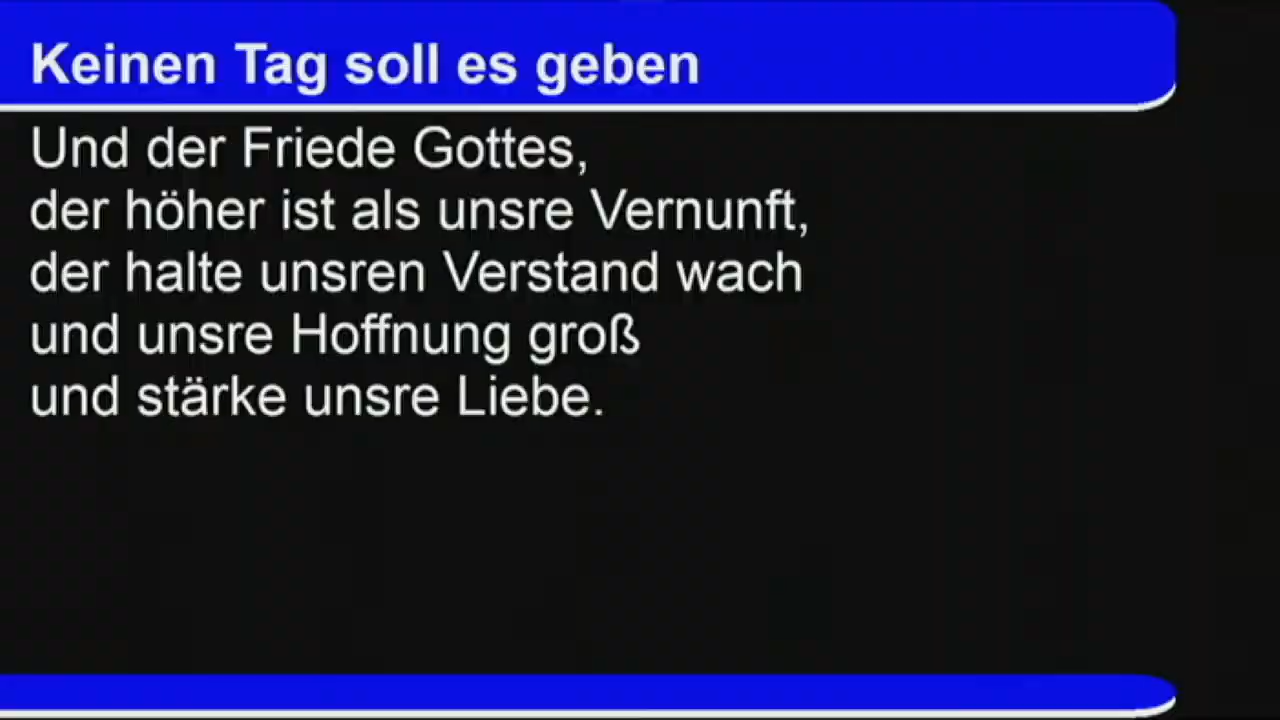 Keinen Tag soll es geben
Und der Friede Gottes,
der höher ist als unsre Vernunft,
der halte unsren Verstand wach
und unsre Hoffnung groß
und stärke unsre Liebe.